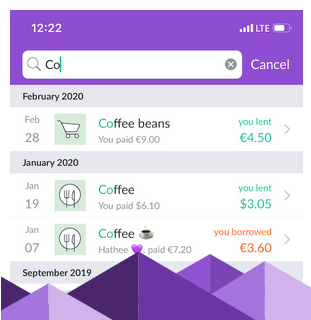 12:22 LTE
Co Cancel
February 2020
Feb 28 Coffee beans you lent
You paid €9.00 €4.50
January 2020
Jan 19 Coffee you lent
You paid $6.10 $3.05
Jan 07 Coffee ☕ you borrowed
Hathee 💜. paid €7.20 €3.60
September 2019